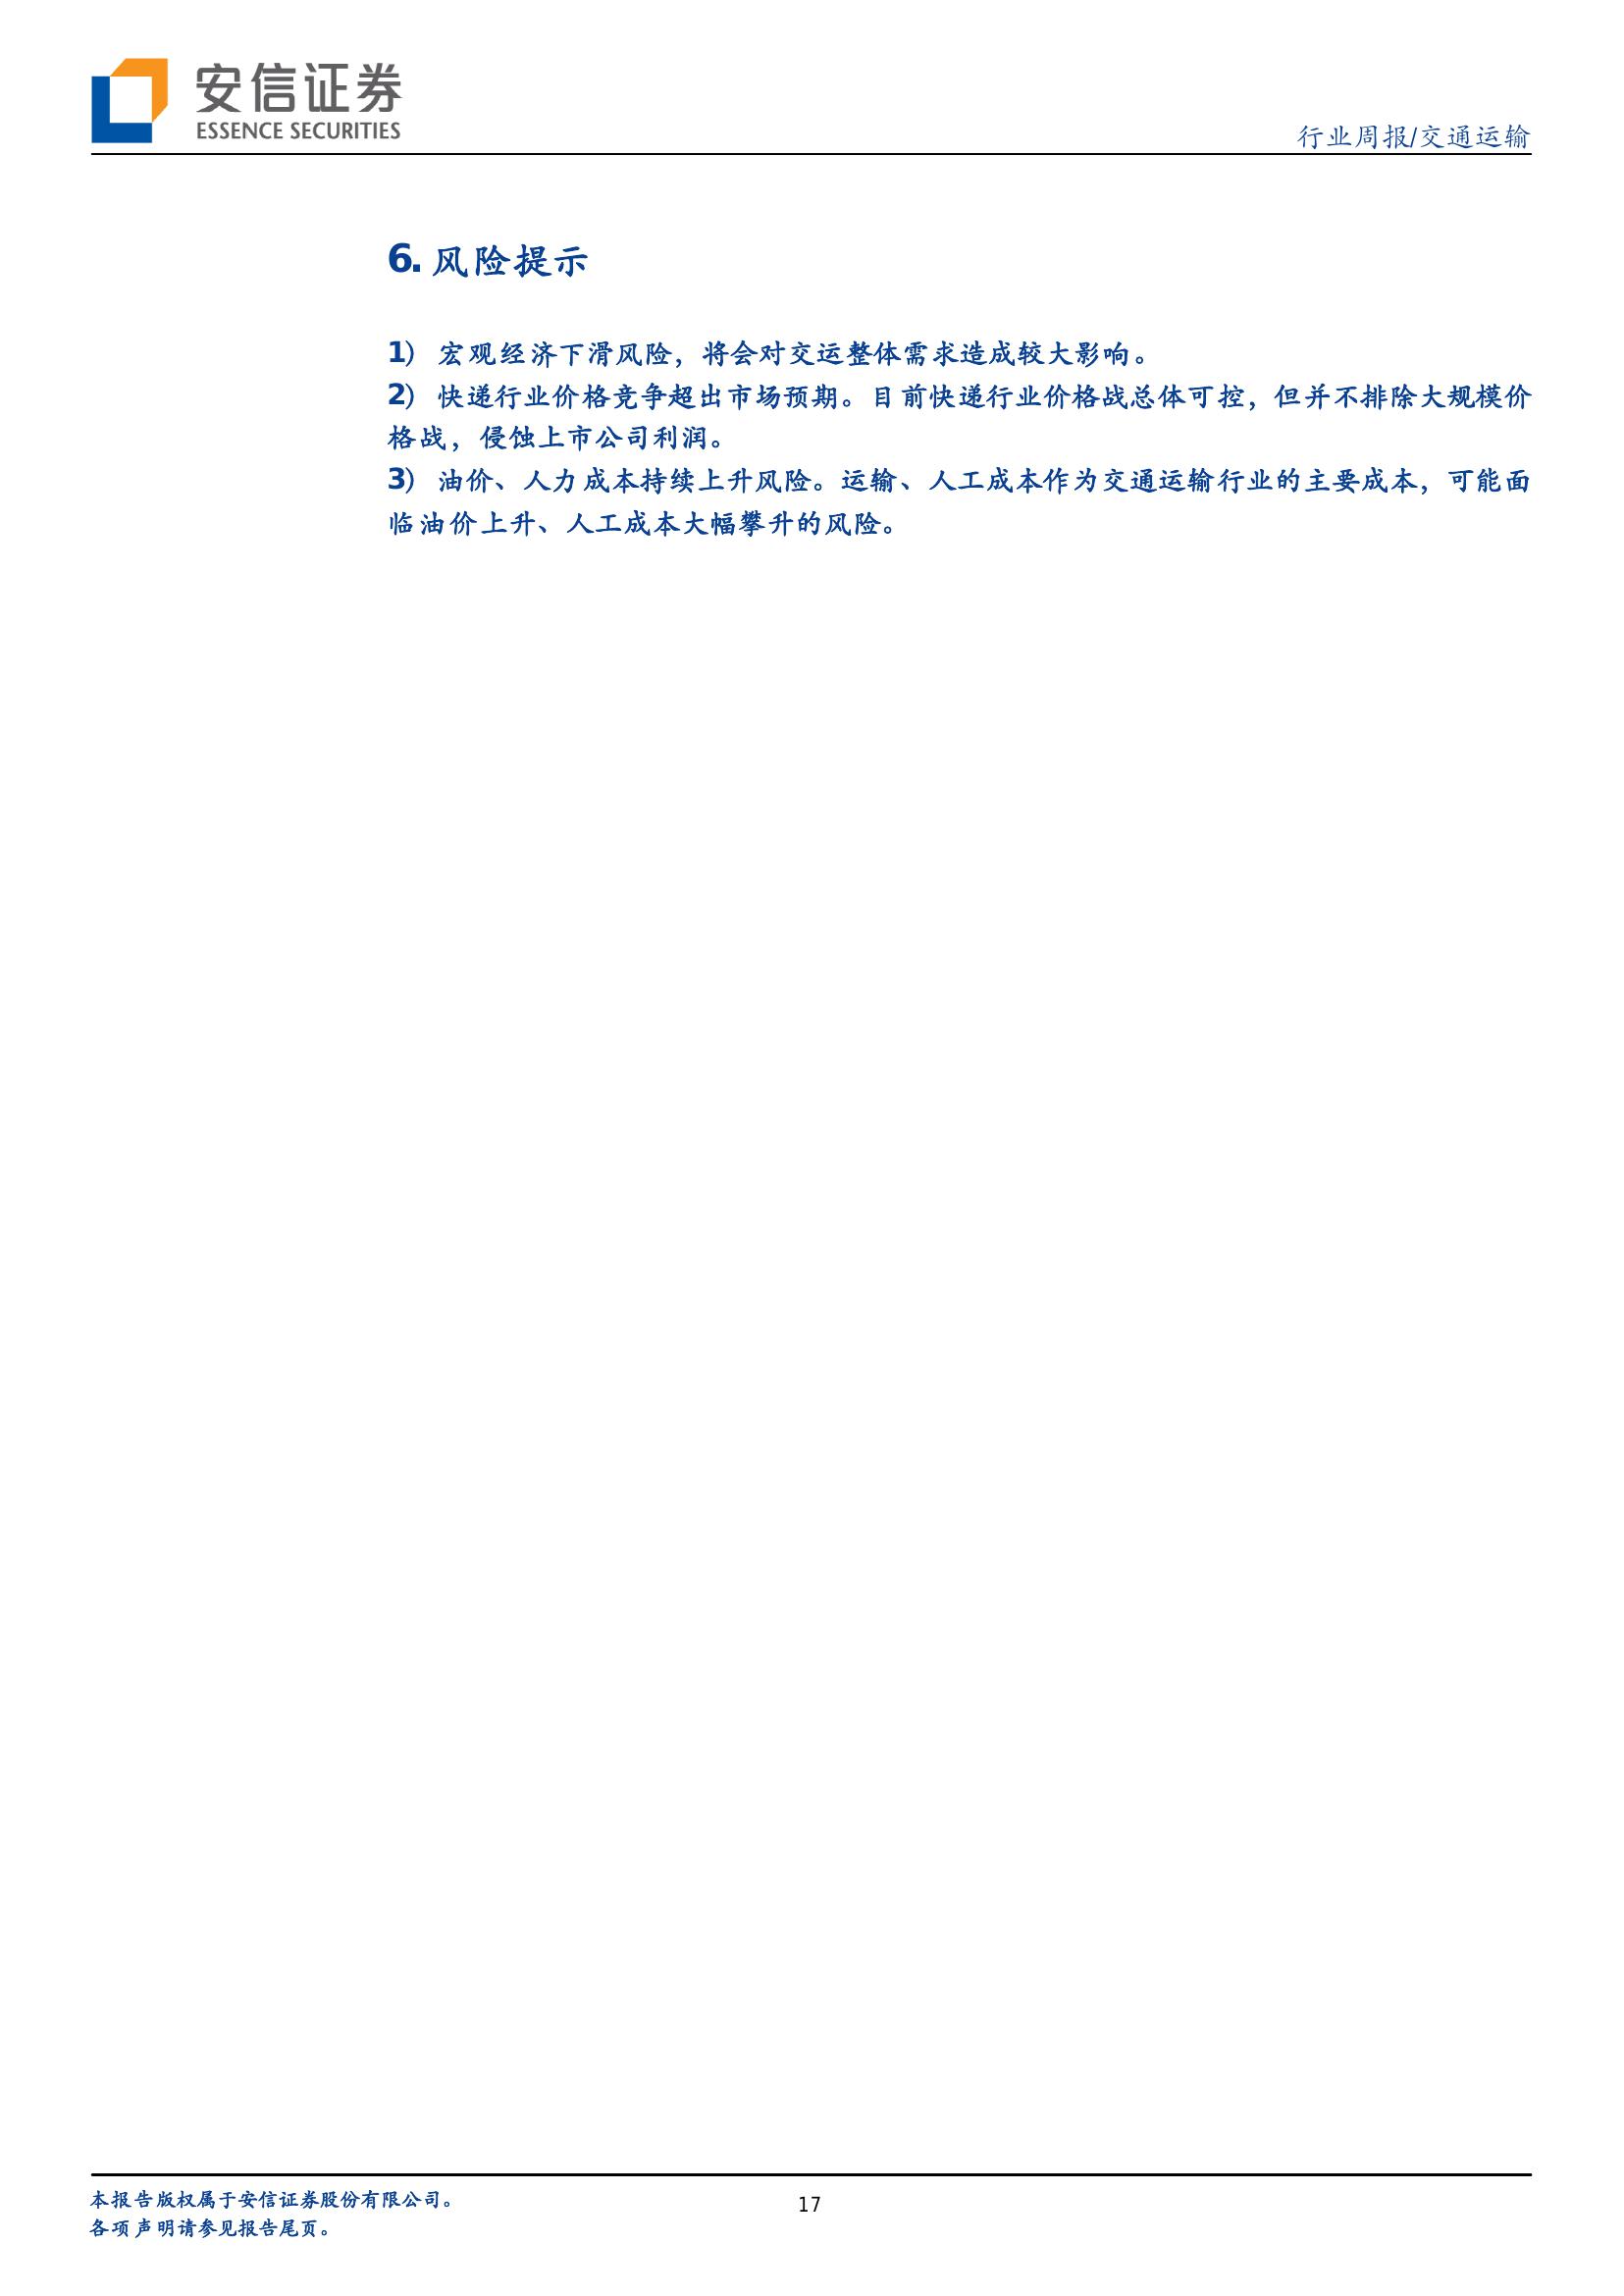 安信证券
ESSENCE SECURITIES
行业周报/交通运输
6. 风险提示
1） 宏观经济下滑风险，将会对交运整体需求造成较大影响。
2） 快递行业价格竞争超出市场预期。目前快递行业价格战总体可控，但并不排除大规模价
格战，侵蚀上市公司利润。
3） 油价、人力成本持续上升风险。运输、人工成本作为交通运输行业的主要成本，可能面
临油价上升、人工成本大幅攀升的风险。
本报告版权属于安信证券股份有限公司。
17
各项声明请参见报告尾页。